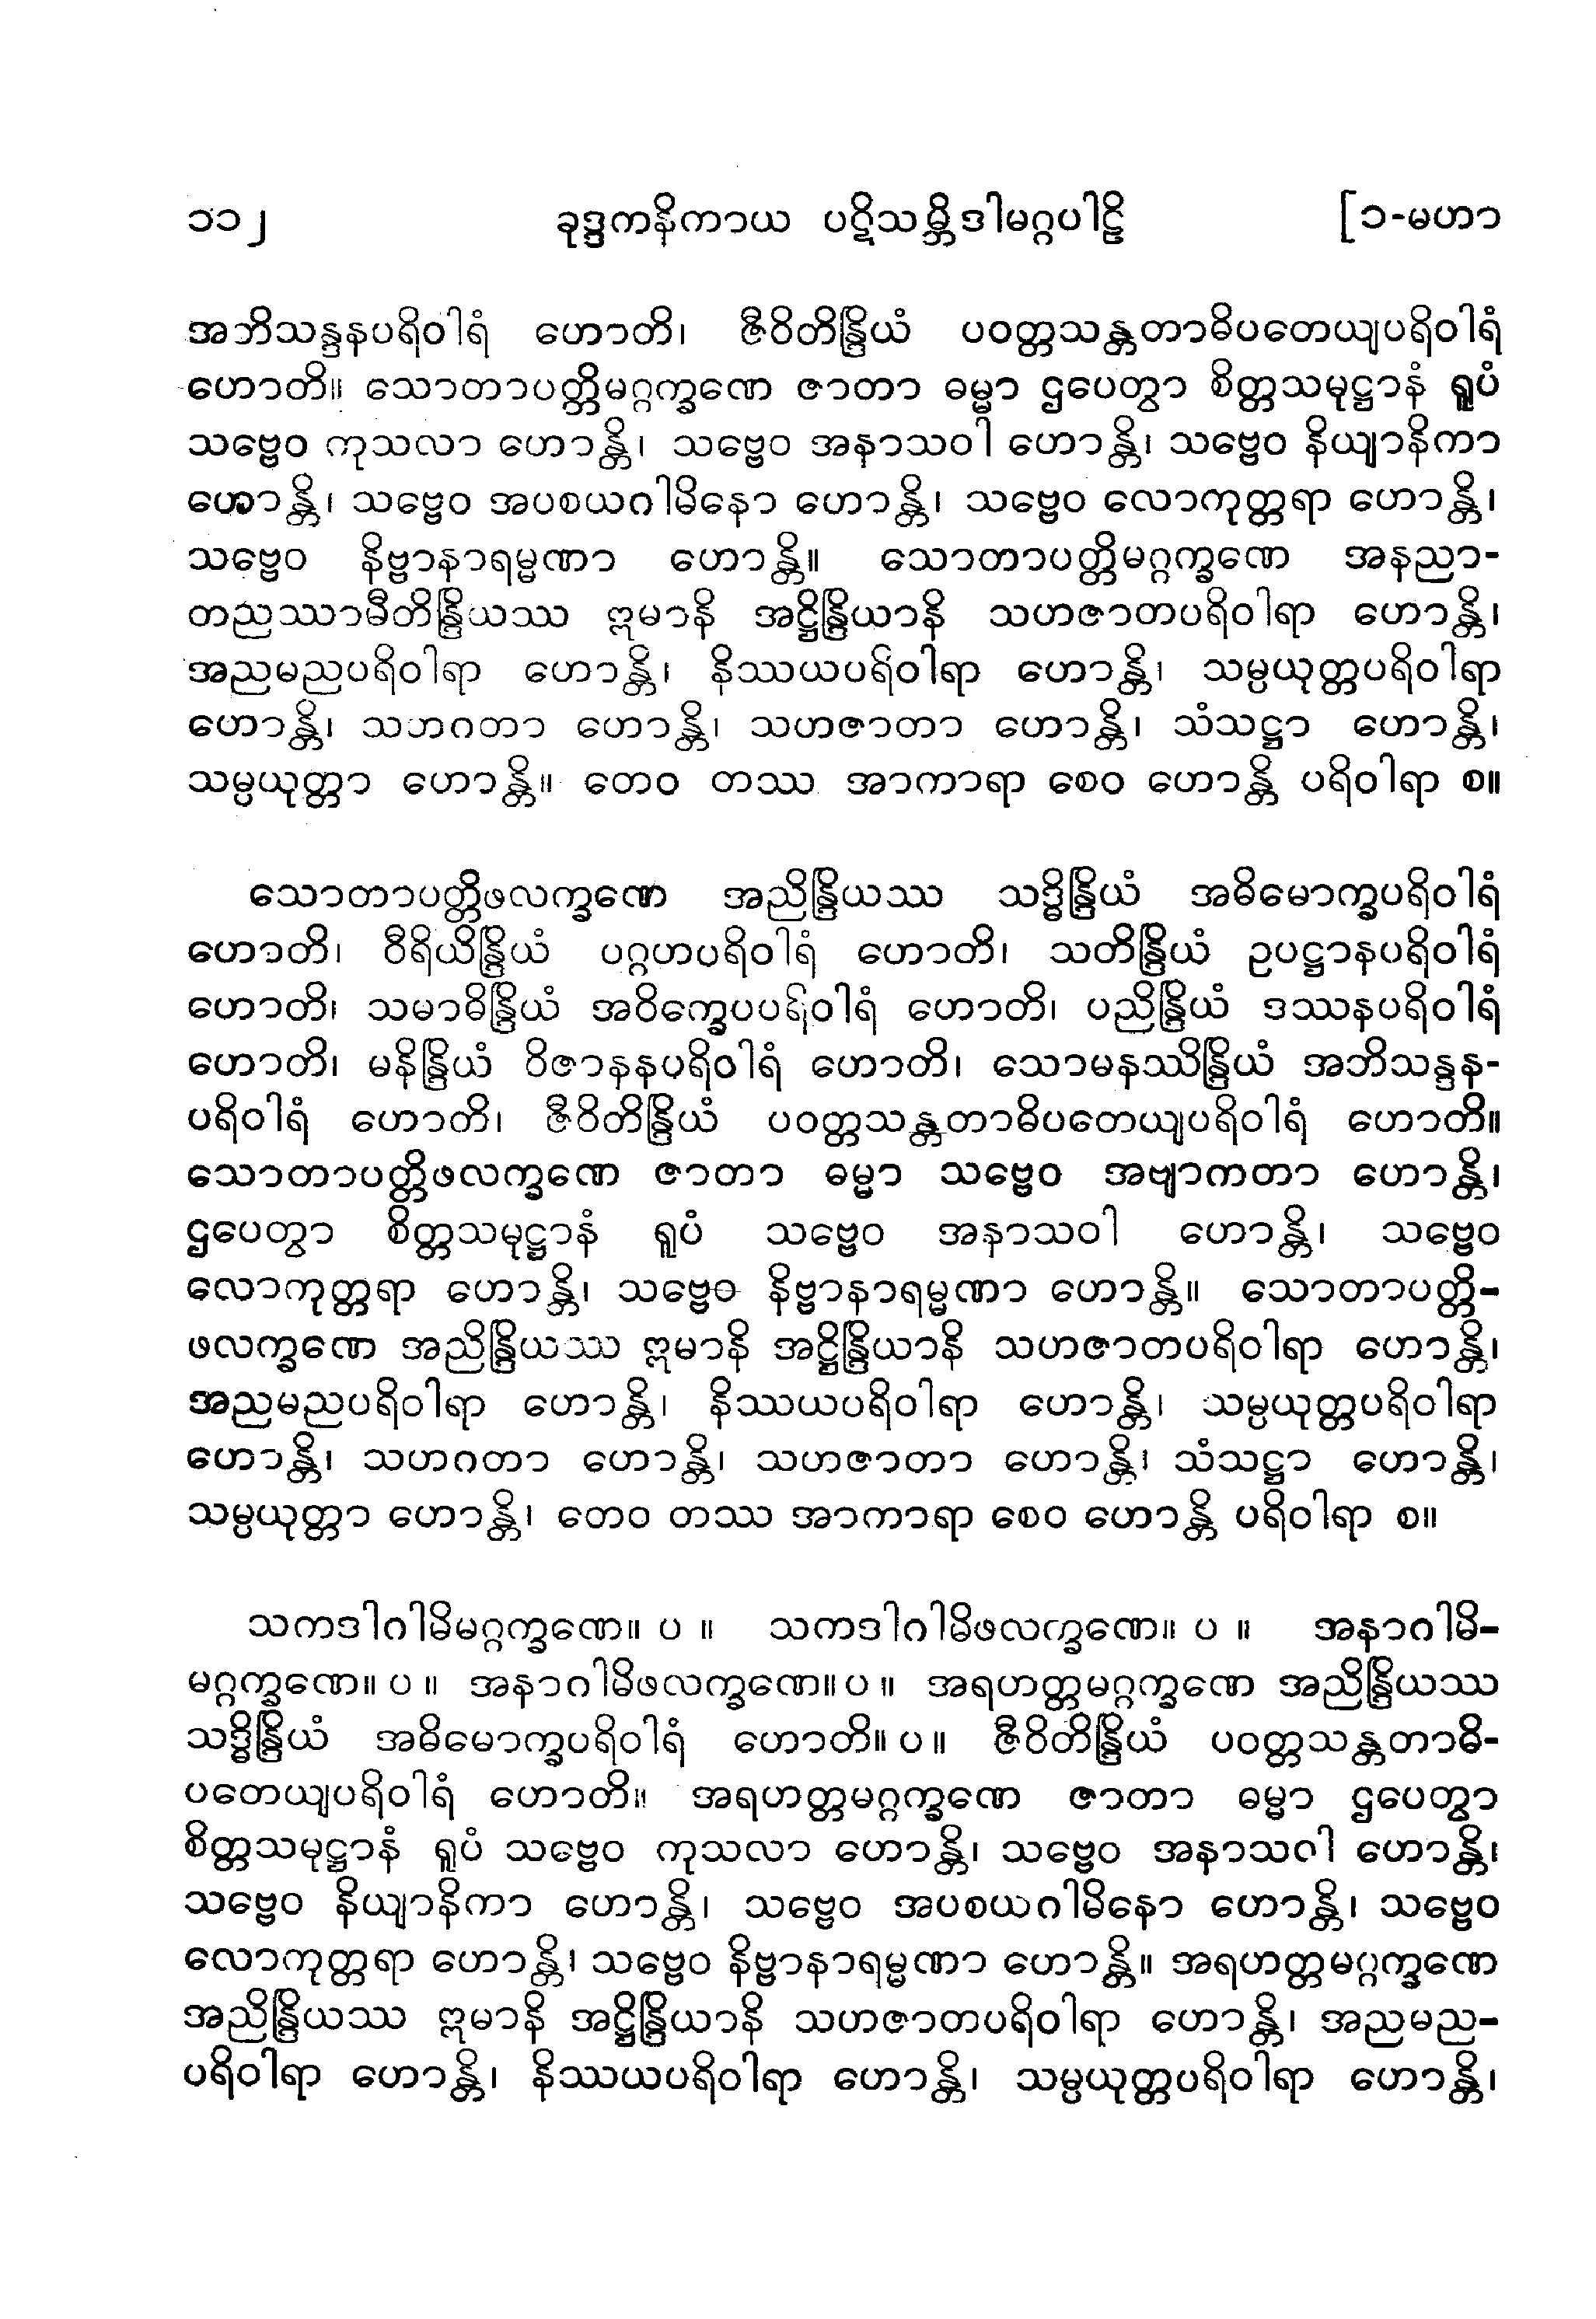 ၁၁၂ ခုဒ္ဒကနိကာယ ပဋိသမ္ဘိဒါမဂ္ဂပါဠိ [၁-မဟာ
အဘိသန္ဒနပရိဝါရံ ဟောတိ၊ ဇီဝိတိန္ဒြိယံ ပဝတ္တသန္တတာဓိပတေယျပရိဝါရံ
ဟောတိ။ သောတာပတ္တိမဂ္ဂက္ခဏေ ဇာတာ ဓမ္မာ ဌပေတွာ စိတ္တသမုဋ္ဌာနံ ရူပံ
သဗ္ဗေဝ ကုသလာ ဟောန္တိ၊ သဗ္ဗေဝ အနာသဝါ ဟောန္တိ၊ သဗ္ဗေဝ နိယျာနိကာ
ဟောန္တိ၊ သဗ္ဗေဝ အပစယဂါမိနော ဟောန္တိ၊ သဗ္ဗေဝ လောကုတ္တရာ ဟောန္တိ၊
သဗ္ဗေဝ နိဗ္ဗာနာရမ္မဏာ ဟောန္တိ။ သောတာပတ္တိမဂ္ဂက္ခဏေ အနညာ-
တညဿာမီတိန္ဒြိယဿ ဣမာနိ အဋ္ဌိန္ဒြိယာနိ သဟဇာတပရိဝါရာ ဟောန္တိ၊
အညမညပရိဝါရာ ဟောန္တိ၊ နိဿယပရိဝါရာ ဟောန္တိ၊ သမ္ပယုတ္တပရိဝါရာ
ဟောန္တိ၊ သဟဂတာ ဟောန္တိ၊ သဟဇာတာ ဟောန္တိ၊ သံသဋ္ဌာ ဟောန္တိ၊
သမ္ပယုတ္တာ ဟောန္တိ။ တေဝ တဿ အာကာရာ စေဝ ဟောန္တိ ပရိဝါရာ စ။
သောတာပတ္တိဖလက္ခဏေ အညိန္ဒြိယဿ သဒ္ဓိန္ဒြိယံ အဓိမောက္ခပရိဝါရံ
ဟောတိ၊ ဝီရိယိန္ဒြိယံ ပဂ္ဂဟပရိဝါရံ ဟောတိ၊ သတိန္ဒြိယံ ဥပဋ္ဌာနပရိဝါရံ
ဟောတိ၊ သမာဓိန္ဒြိယံ အဝိက္ခေပပရိဝါရံ ဟောတိ၊ ပညိန္ဒြိယံ ဒဿနပရိဝါရံ
ဟောတိ၊ မနိန္ဒြိယံ ဝိဇာနနပရိဝါရံ ဟောတိ၊ သောမနဿိန္ဒြိယံ အဘိသန္ဒန-
ပရိဝါရံ ဟောတိ၊ ဇီဝိတိန္ဒြိယံ ပဝတ္တသန္တတာဓိပတေယျပရိဝါရံ ဟောတိ။
သောတာပတ္တိဖလက္ခဏေ ဇာတာ ဓမ္မာ သဗ္ဗေဝ အဗျာကတာ ဟောန္တိ၊
ဌပေတွာ စိတ္တသမုဋ္ဌာနံ ရူပံ သဗ္ဗေဝ အနာသဝါ ဟောန္တိ၊ သဗ္ဗေဝ
လောကုတ္တရာ ဟောန္တိ၊ သဗ္ဗေဝ နိဗ္ဗာနာရမ္မဏာ ဟောန္တိ။ သောတာပတ္တိ-
ဖလက္ခဏေ အညိန္ဒြိယဿ ဣမာနိ အဋ္ဌိန္ဒြိယာနိ သဟဇာတပရိဝါရာ ဟောန္တိ၊
အညမညပရိဝါရာ ဟောန္တိ၊ နိဿယပရိဝါရာ ဟောန္တိ၊ သမ္ပယုတ္တပရိဝါရာ
ဟောန္တိ၊ သဟဂတာ ဟောန္တိ၊ သဟဇာတာ ဟောန္တိ၊ သံသဋ္ဌာ ဟောန္တိ၊
သမ္ပယုတ္တာ ဟောန္တိ၊ တေဝ တဿ အာကာရာ စေဝ ဟောန္တိ ပရိဝါရာ စ။
သကဒါဂါမိမဂ္ဂက္ခဏေ။ ပ ။ သကဒါဂါမိဖလက္ခဏေ။ ပ ။ အနာဂါမိ-
မဂ္ဂက္ခဏေ။ ပ ။ အနာဂါမိဖလက္ခဏေ။ ပ ။ အရဟတ္တမဂ္ဂက္ခဏေ အညိန္ဒြိယဿ
သဒ္ဓိန္ဒြိယံ အဓိမောက္ခပရိဝါရံ ဟောတိ။ ပ ။ ဇီဝိတိန္ဒြိယံ ပဝတ္တသန္တတာဓိ-
ပတေယျပရိဝါရံ ဟောတိ။ အရဟတ္တမဂ္ဂက္ခဏေ ဇာတာ ဓမ္မာ ဌပေတွာ
စိတ္တသမုဋ္ဌာနံ ရူပံ သဗ္ဗေဝ ကုသလာ ဟောန္တိ၊ သဗ္ဗေဝ အနာသဝါ ဟောန္တိ၊
သဗ္ဗေဝ နိယျာနိကာ ဟောန္တိ၊ သဗ္ဗေဝ အပစယဂါမိနော ဟောန္တိ၊ သဗ္ဗေဝ
လောကုတ္တရာ ဟောန္တိ၊ သဗ္ဗေဝ နိဗ္ဗာနာရမ္မဏာ ဟောန္တိ။ အရဟတ္တမဂ္ဂက္ခဏေ
အညိန္ဒြိယဿ ဣမာနိ အဋ္ဌိန္ဒြိယာနိ သဟဇာတပရိဝါရာ ဟောန္တိ၊ အညမည-
ပရိဝါရာ ဟောန္တိ၊ နိဿယပရိဝါရာ ဟောန္တိ၊ သမ္ပယုတ္တပရိဝါရာ ဟောန္တိ၊